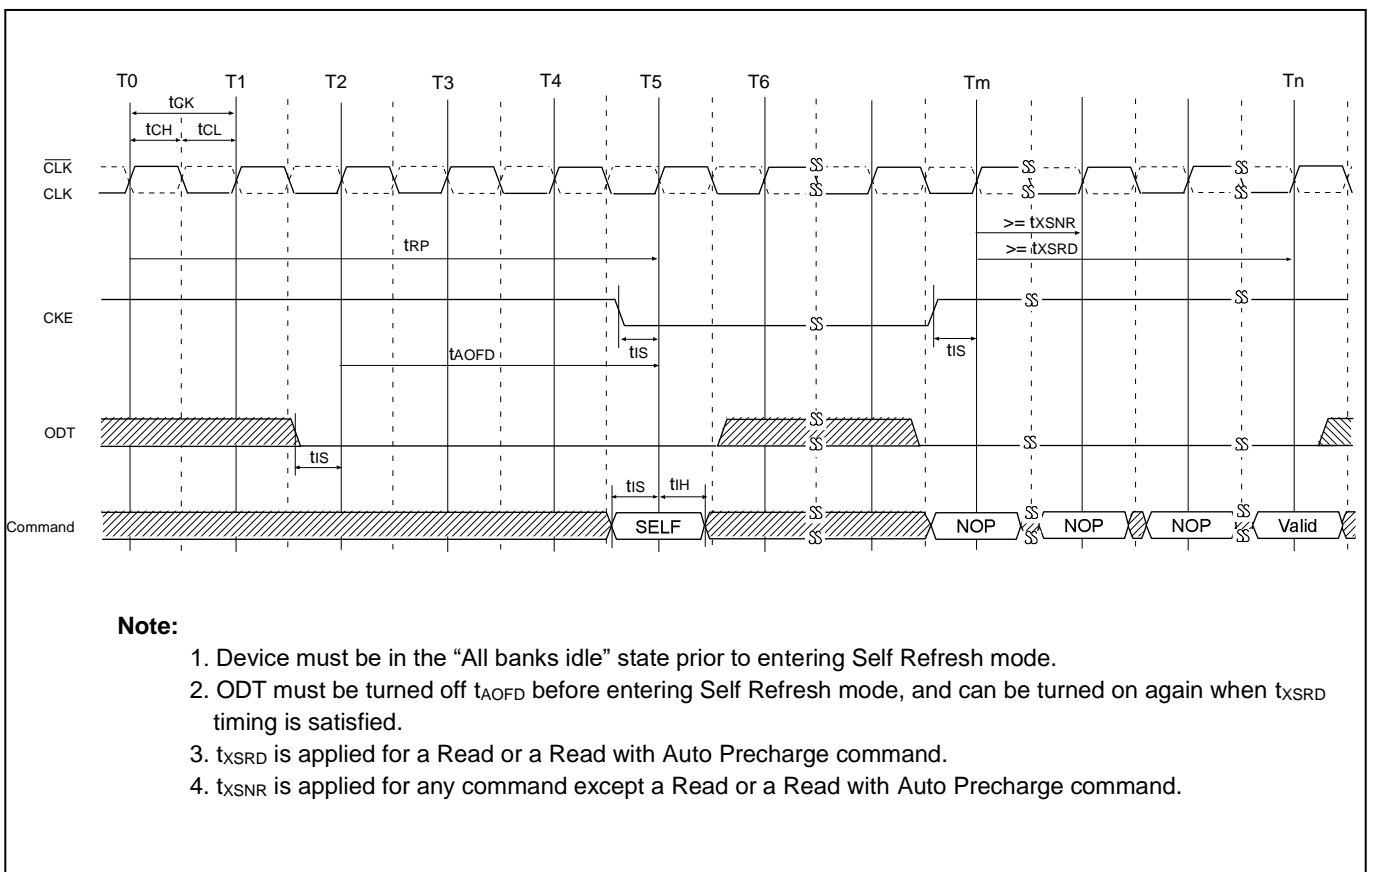 T0 T1 T2 T3 T4 T5 T6 Tm Tn
tCK
tCH tCL
CLK
CLK
>= tXSNR
tRP
>= tXSRD
CKE
tIS tIS
tAOFD
ODT
tIS
tIS tIH
Command SELF NOP NOP NOP Valid
Note:
1. Device must be in the “All banks idle” state prior to entering Self Refresh mode.
2. ODT must be turned off tAOFD before entering Self Refresh mode, and can be turned on again when tXSRD
timing is satisfied.
3. tXSRD is applied for a Read or a Read with Auto Precharge command.
4. tXSNR is applied for any command except a Read or a Read with Auto Precharge command.